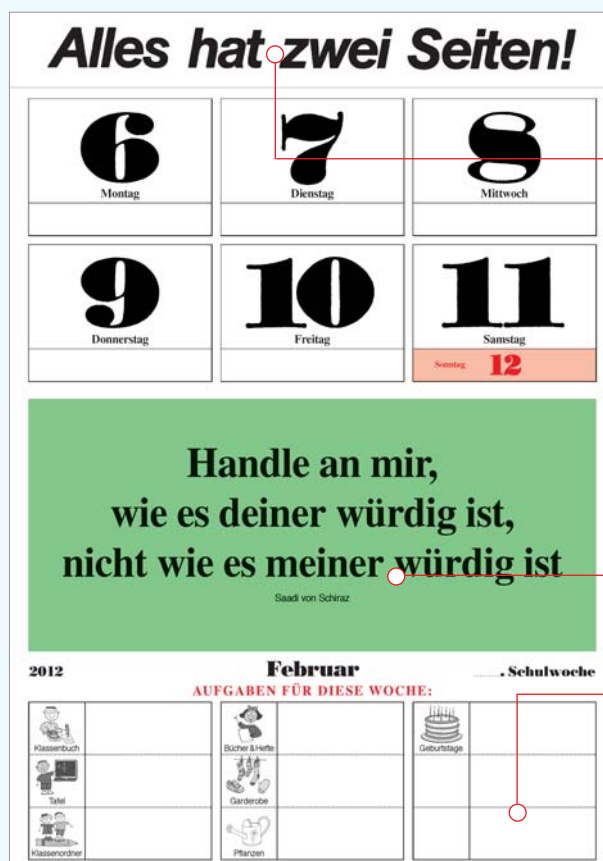 Alles hat zwei Seiten!
6 7 8
Montag Dienstag Mittwoch
9 10 11
Donnerstag Freitag Samstag
Sonntag 12
Handle an mir,
wie es deiner würdig ist,
nicht wie es meiner würdig ist
Saadi von Schiraz
2012 Februar ......... . Schulwoche
AUFGABEN FÜR DIESE WOCHE:
Klassenbuch Bücher & Hefte Geburtstage
Tafel Garderobe
Klassenordner Pflanzen